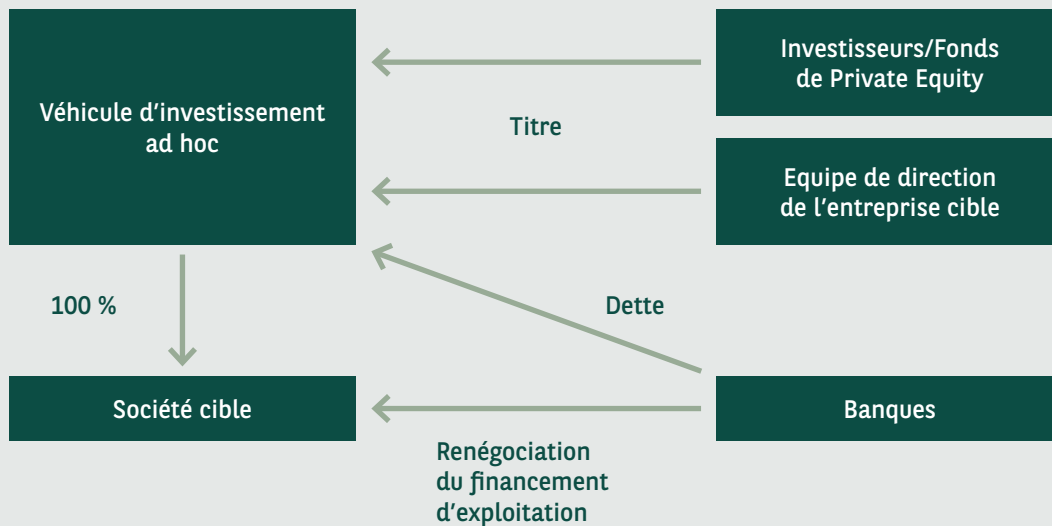 Véhicule d'investissement
ad hoc
Investisseurs/Fonds
de Private Equity
Titre
Equipe de direction
de l'entreprise cible
100 %
Dette
Société cible
Banques
Renégociation
du financement
d'exploitation